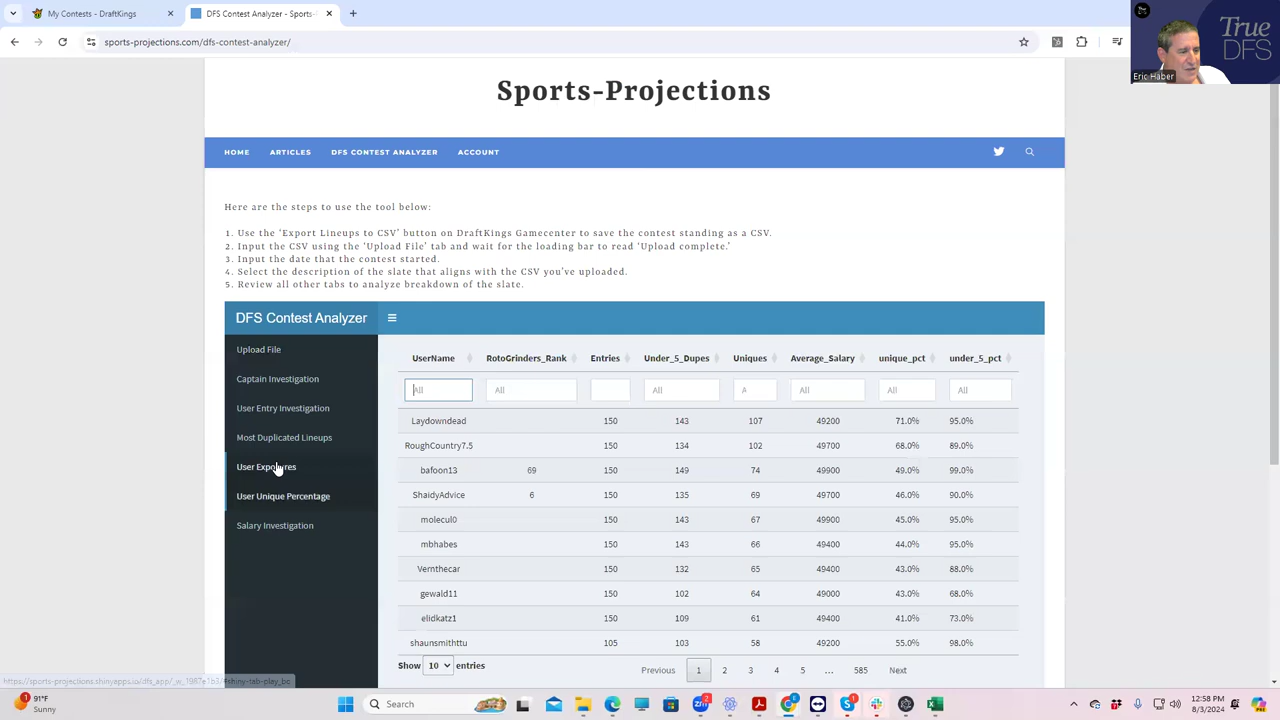 My Contests - DraftKings
DFS Contest Analyzer - Sports-
sports-projections.com/dfs-contest-analyzer/
True
DFS
Eric Haber
Sports-Projections
HOME ARTICLES DFS CONTEST ANALYZER ACCOUNT
Here are the steps to use the tool below:
1. Use the ‘Export Lineups to CSV’ button on DraftKings Gamecenter to save the contest standing as a CSV.
2. Input the CSV using the ‘Upload File’ tab and wait for the loading bar to read ‘Upload complete.’
3. Input the date that the contest started.
4. Select the description of the slate that aligns with the CSV you’ve uploaded.
5. Review all other tabs to analyze breakdown of the slate.
DFS Contest Analyzer
Upload File
Captain Investigation
User Entry Investigation
Most Duplicated Lineups
User Exposures
User Unique Percentage
Salary Investigation
UserName RotoGrinders_Rank Entries Under_5_Dupes Uniques Average_Salary unique_pct under_5_pct
All All All A All All All
Laydowndead 150 143 107 49200 71.0% 95.0%
RoughCountry7.5 150 134 102 49700 68.0% 89.0%
bafoon13 69 150 149 74 49900 49.0% 99.0%
ShaidyAdvice 6 150 135 69 49700 46.0% 90.0%
molecul0 150 143 67 49900 45.0% 95.0%
mbhabes 150 143 66 49400 44.0% 95.0%
Vernthecar 150 132 65 49400 43.0% 88.0%
gewald11 150 102 64 49000 43.0% 68.0%
elidkatz1 150 109 61 49400 41.0% 73.0%
shaunsmithttu 105 103 58 49200 55.0% 98.0%
Show 10 entries
Previous 1 2 3 4 5 ... 585 Next
91°F
Sunny
Search
12:58 PM
8/3/2024